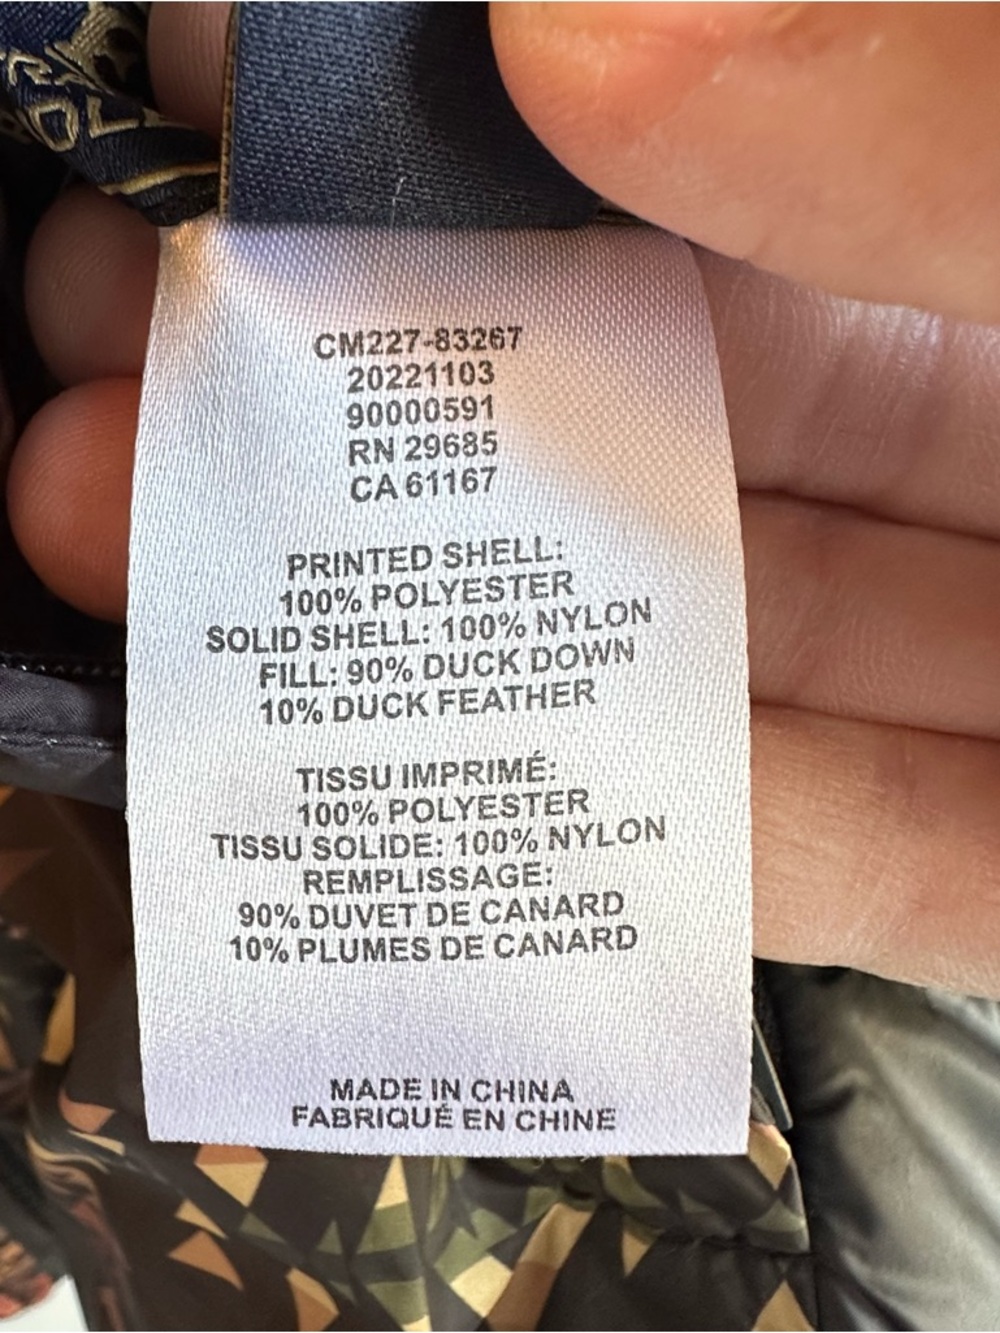 CM227-83267
20221103
90000591
RN 29685
CA 61167
PRINTED SHELL:
100% POLYESTER
SOLID SHELL: 100% NYLON
FILL: 90% DUCK DOWN
10% DUCK FEATHER
TISSU IMPRIMÉ:
100% POLYESTER
TISSU SOLIDE: 100% NYLON
REMPLISSAGE:
90% DUVET DE CANARD
10% PLUMES DE CANARD
MADE IN CHINA
FABRIQUÉ EN CHINE